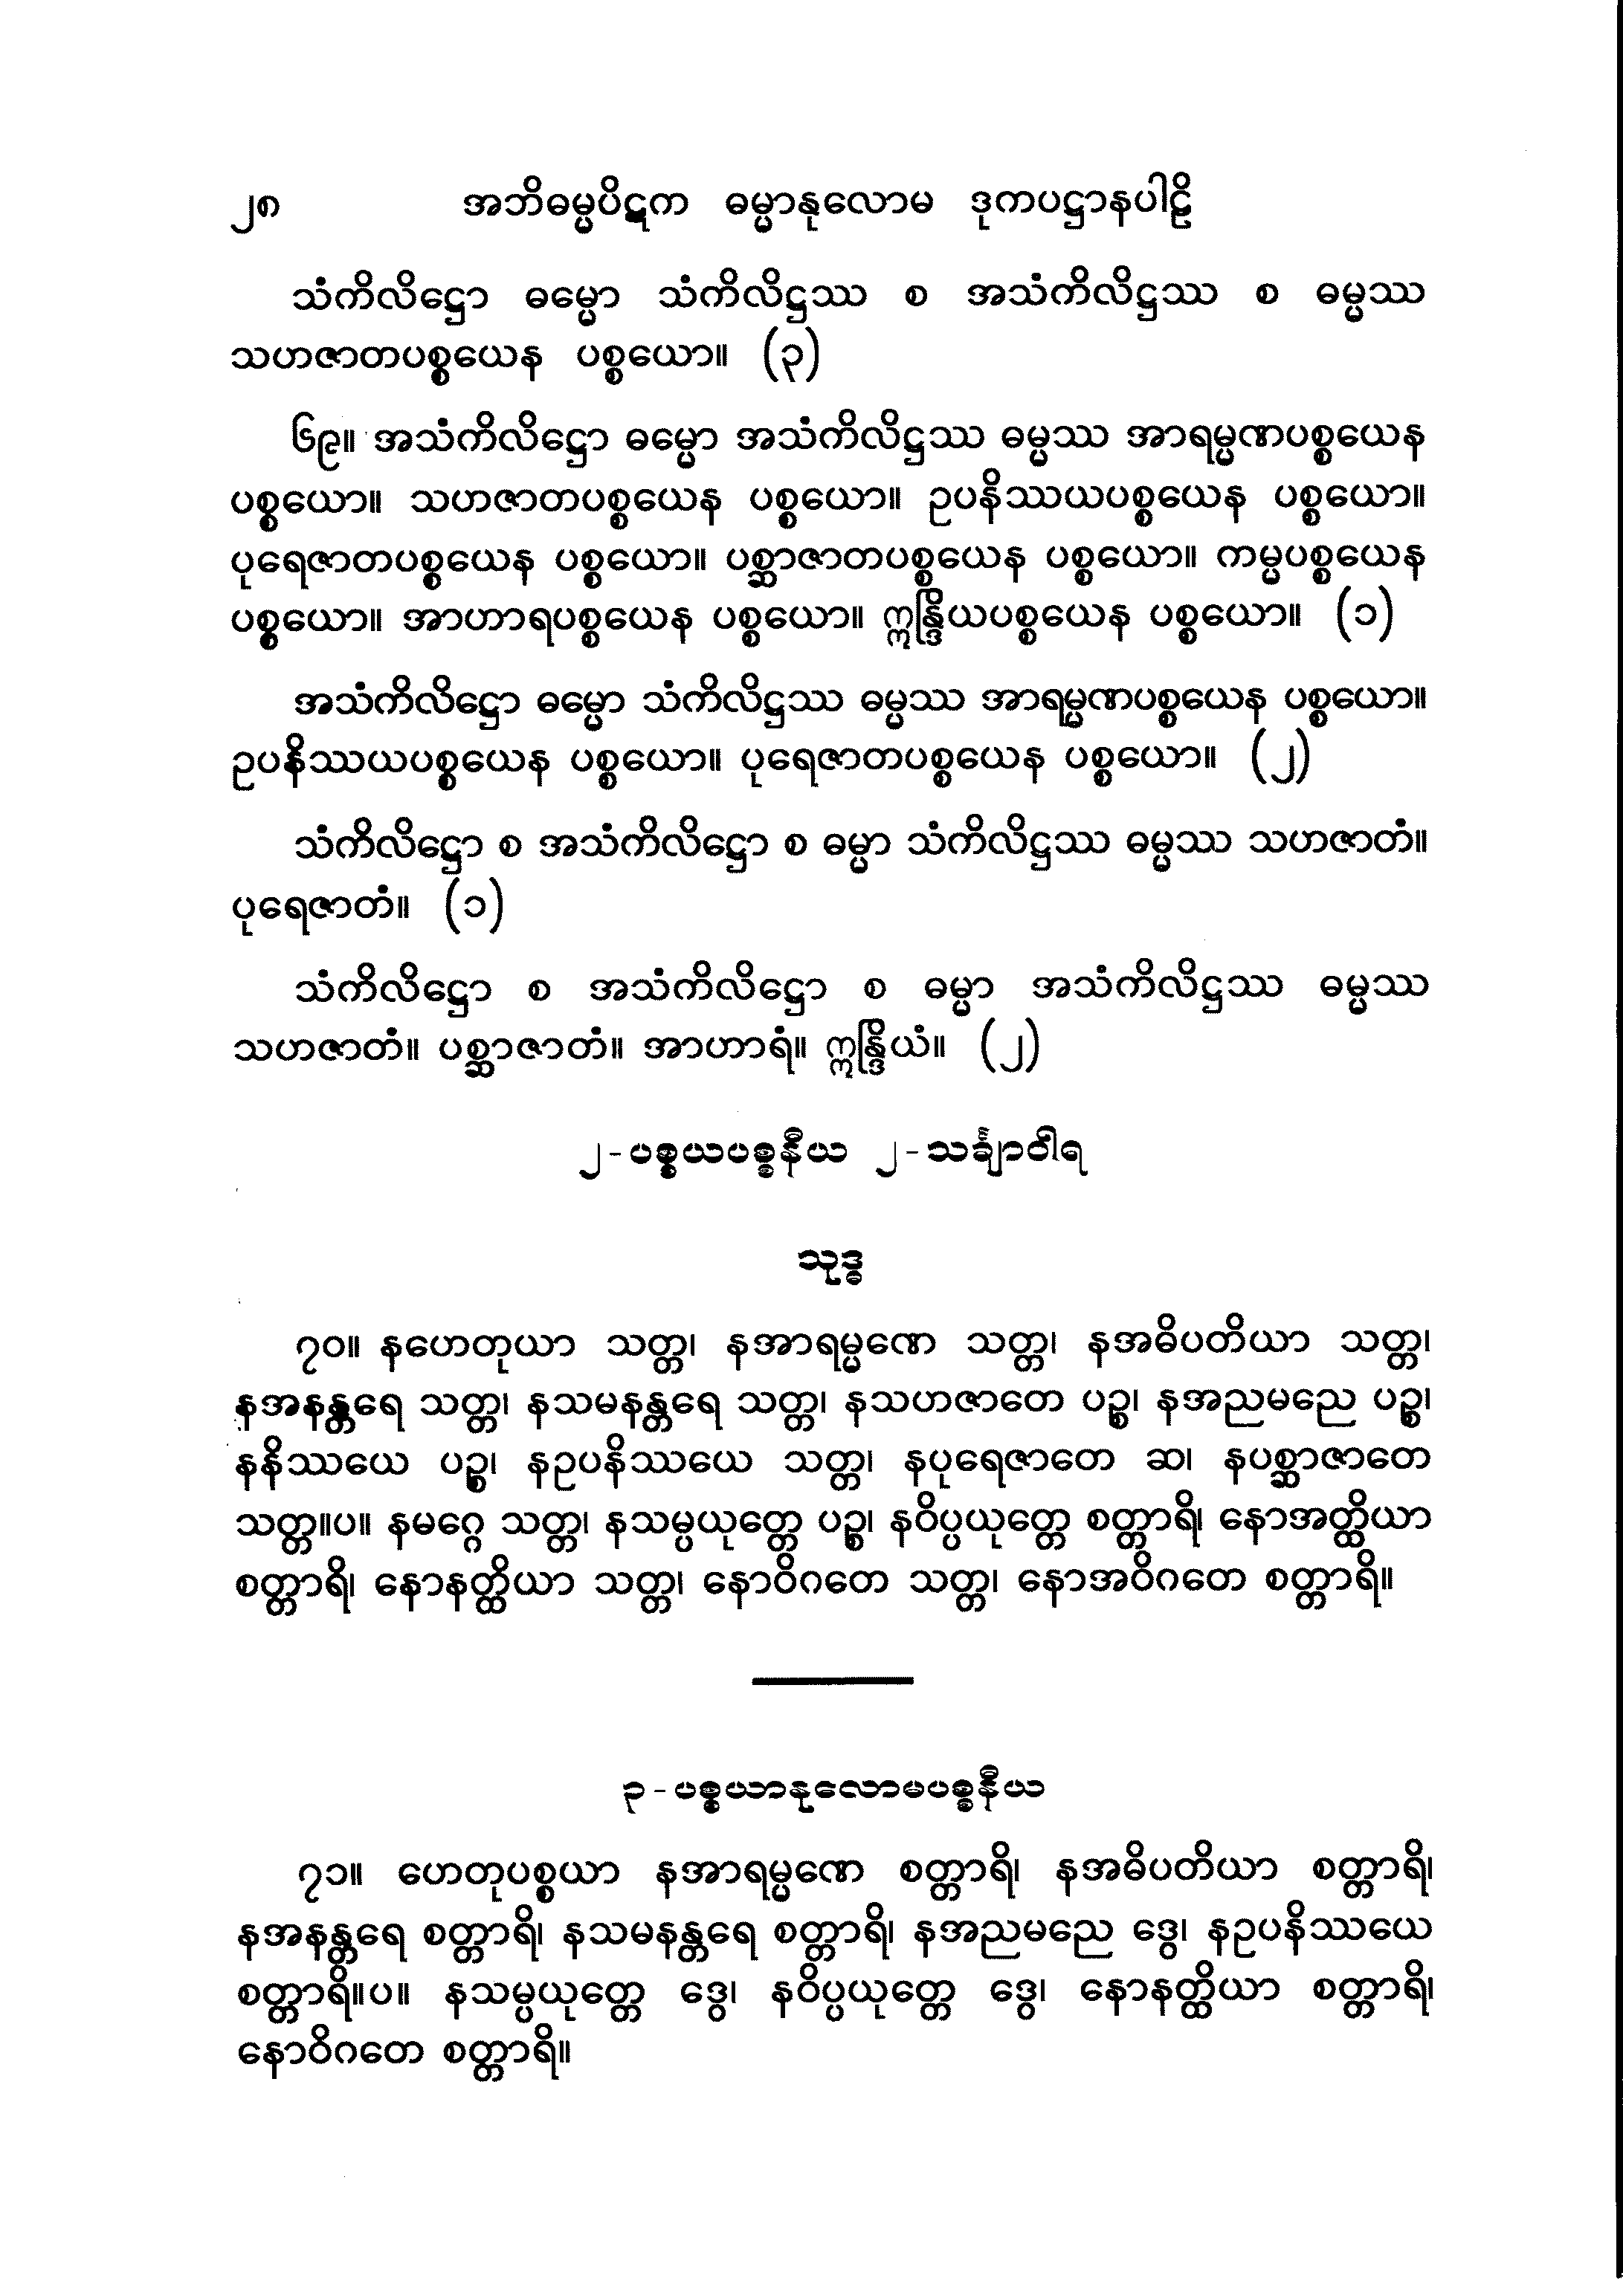 ၂၈ အဘိဓမ္မပိဋက ဓမ္မာနုလောမ ဒုကပဋ္ဌာနပါဠိ
သံကိလိဋ္ဌော ဓမ္မော သံကိလိဋ္ဌဿ စ အသံကိလိဋ္ဌဿ စ ဓမ္မဿ
သဟဇာတပစ္စယေန ပစ္စယော။ (၃)
၆၉။ အသံကိလိဋ္ဌော ဓမ္မော အသံကိလိဋ္ဌဿ ဓမ္မဿ အာရမ္မဏပစ္စယေန
ပစ္စယော။ သဟဇာတပစ္စယေန ပစ္စယော။ ဥပနိဿယပစ္စယေန ပစ္စယော။
ပုရေဇာတပစ္စယေန ပစ္စယော။ ပစ္ဆာဇာတပစ္စယေန ပစ္စယော။ ကမ္မပစ္စယေန
ပစ္စယော။ အာဟာရပစ္စယေန ပစ္စယော။ ဣန္ဒြိယပစ္စယေန ပစ္စယော။ (၁)
အသံကိလိဋ္ဌော ဓမ္မော သံကိလိဋ္ဌဿ ဓမ္မဿ အာရမ္မဏပစ္စယေန ပစ္စယော။
ဥပနိဿယပစ္စယေန ပစ္စယော။ ပုရေဇာတပစ္စယေန ပစ္စယော။ (၂)
သံကိလိဋ္ဌော စ အသံကိလိဋ္ဌော စ ဓမ္မာ သံကိလိဋ္ဌဿ ဓမ္မဿ သဟဇာတံ။
ပုရေဇာတံ။ (၁)
သံကိလိဋ္ဌော စ အသံကိလိဋ္ဌော စ ဓမ္မာ အသံကိလိဋ္ဌဿ ဓမ္မဿ
သဟဇာတံ။ ပစ္ဆာဇာတံ။ အာဟာရံ။ ဣန္ဒြိယံ။ (၂)
၂-ပစ္စယပစ္စနီယ ၂-သင်္ချာဝါရ
သုဒ္ဓ
၇၀။ နဟေတုယာ သတ္တ၊ နအာရမ္မဏေ သတ္တ၊ နအဓိပတိယာ သတ္တ၊
နအနန္တရေ သတ္တ၊ နသမနန္တရေ သတ္တ၊ နသဟဇာတေ ပဉ္စ၊ နအညမညေ ပဉ္စ၊
နနိဿယေ ပဉ္စ၊ နဥပနိဿယေ သတ္တ၊ နပုရေဇာတေ ဆ၊ နပစ္ဆာဇာတေ
သတ္တ။ပ။ နမဂ္ဂေ သတ္တ၊ နသမ္ပယုတ္တေ ပဉ္စ၊ နဝိပ္ပယုတ္တေ စတ္တာရိ၊ နောအတ္ထိယာ
စတ္တာရိ၊ နောနတ္ထိယာ သတ္တ၊ နောဝိဂတေ သတ္တ၊ နောအဝိဂတေ စတ္တာရိ။
၃-ပစ္စယာနုလောမပစ္စနီယ
၇၁။ ဟေတုပစ္စယာ နအာရမ္မဏေ စတ္တာရိ၊ နအဓိပတိယာ စတ္တာရိ၊
နအနန္တရေ စတ္တာရိ၊ နသမနန္တရေ စတ္တာရိ၊ နအညမညေ ဒွေ၊ နဥပနိဿယေ
စတ္တာရိ။ပ။ နသမ္ပယုတ္တေ ဒွေ၊ နဝိပ္ပယုတ္တေ ဒွေ၊ နောနတ္ထိယာ စတ္တာရိ၊
နောဝိဂတေ စတ္တာရိ။